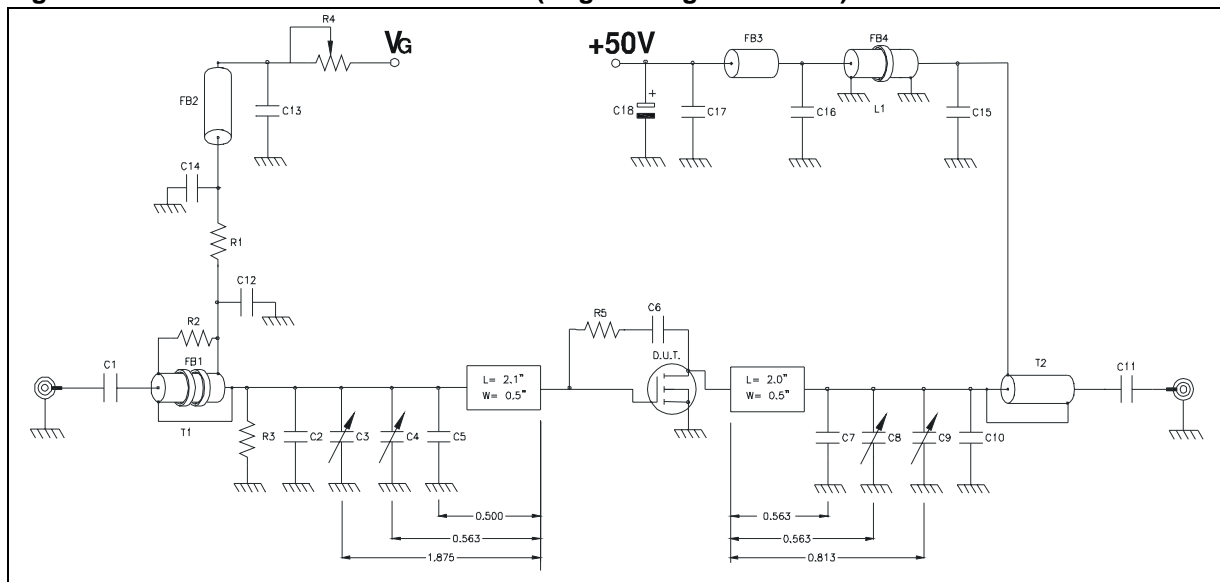 R4
VG
+50V
FB3
FB4
FB2
C13
C18
+
C17
C16
L1
C15
C14
R1
C12
R2
FB1
C1
T1
R3
C2
C3
C4
C5
L= 2.1"
W= 0.5"
R5
C6
D.U.T.
L= 2.0"
W= 0.5"
C7
C8
C9
C10
T2
C11
0.500
0.563
1.875
0.563
0.563
0.813